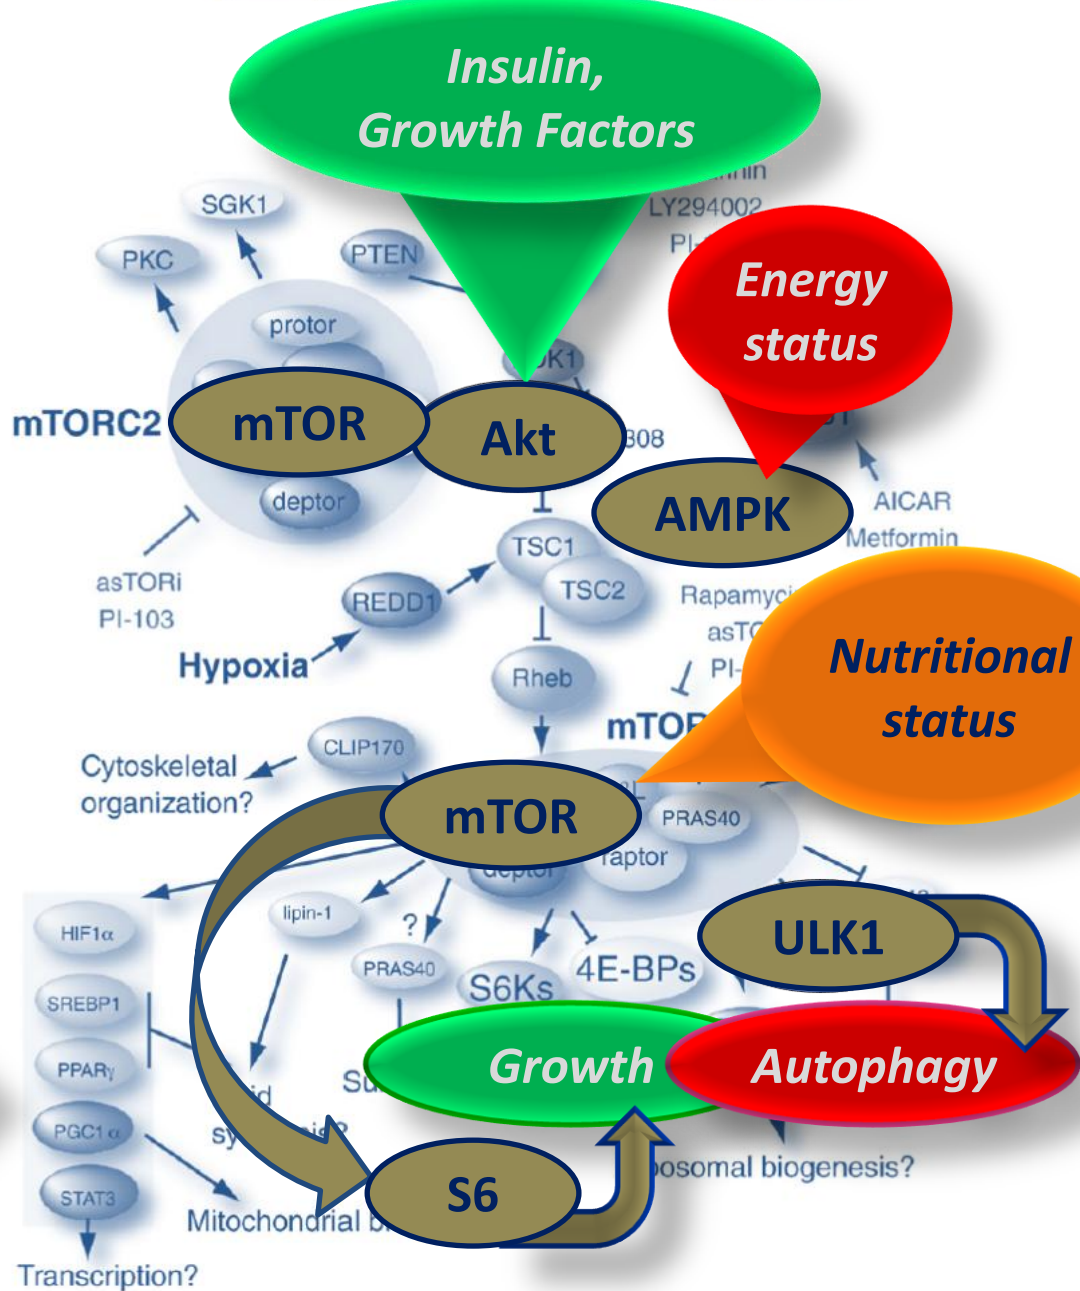 Insulin,
Growth Factors
LY294002
SGK1
PKC
PTEN
Energy
status
protor
mTORC2
mTOR
Akt
308
deptor
AMPK
AICAR
Metformin
TSC1
TSC2
asTORi
PI-103
REDD1
Hypoxia
Rheb
Nutritional
status
CLIP170
Cytoskeletal
organization?
mTOR
PRAS40
raptor
deptor
HIF1α
lipin-1
?
PRAS40
S6Ks
4E-BPs
ULK1
SREBP1
PPARγ
PGC1α
STAT3
Growth
Autophagy
S6
biogenesis?
Mitochondrial
Transcription?